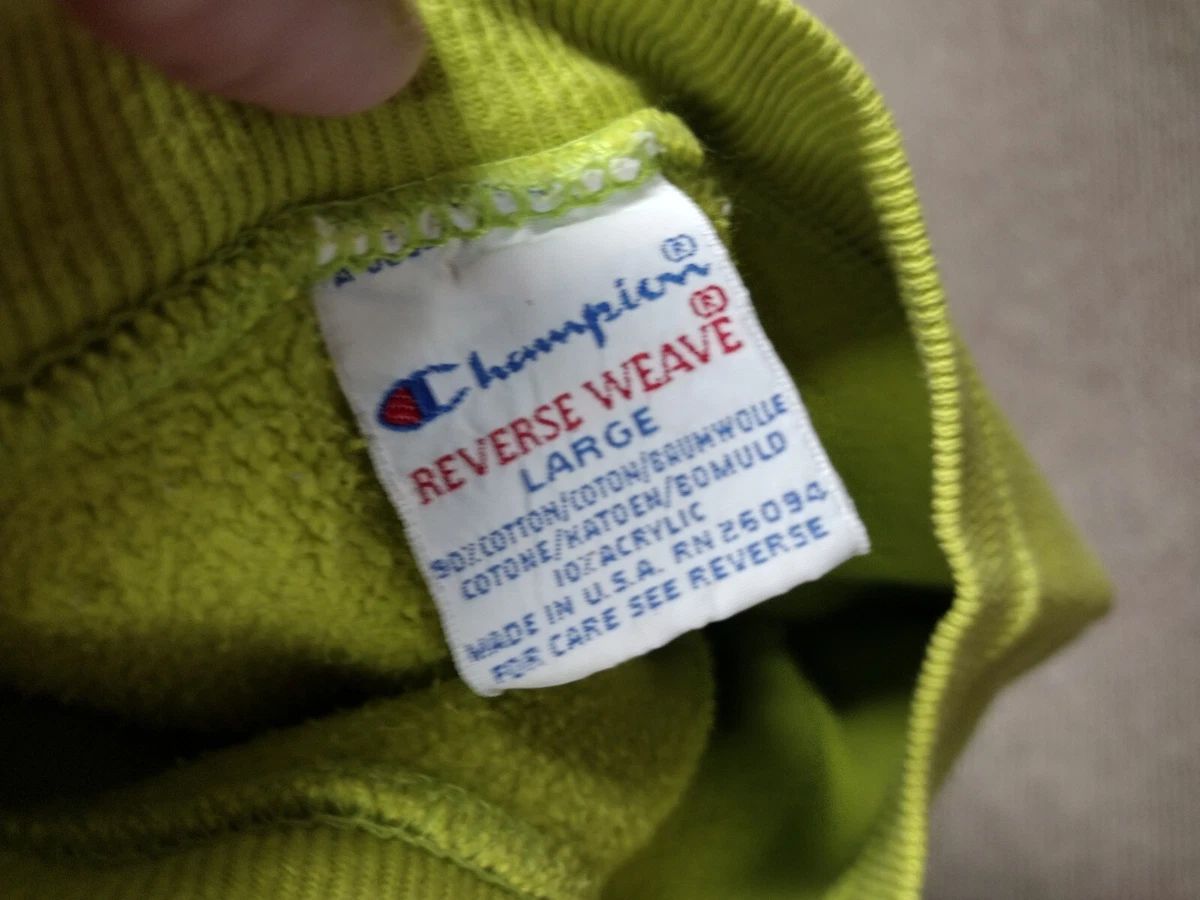 Champion®
REVERSE WEAVE®
LARGE
90%COTTON/COTON/BAUMWOLLE
COTONE/KATOEN/BOMULD
10%ACRYLIC
MADE IN U.S.A. RN 26094
FOR CARE SEE REVERSE